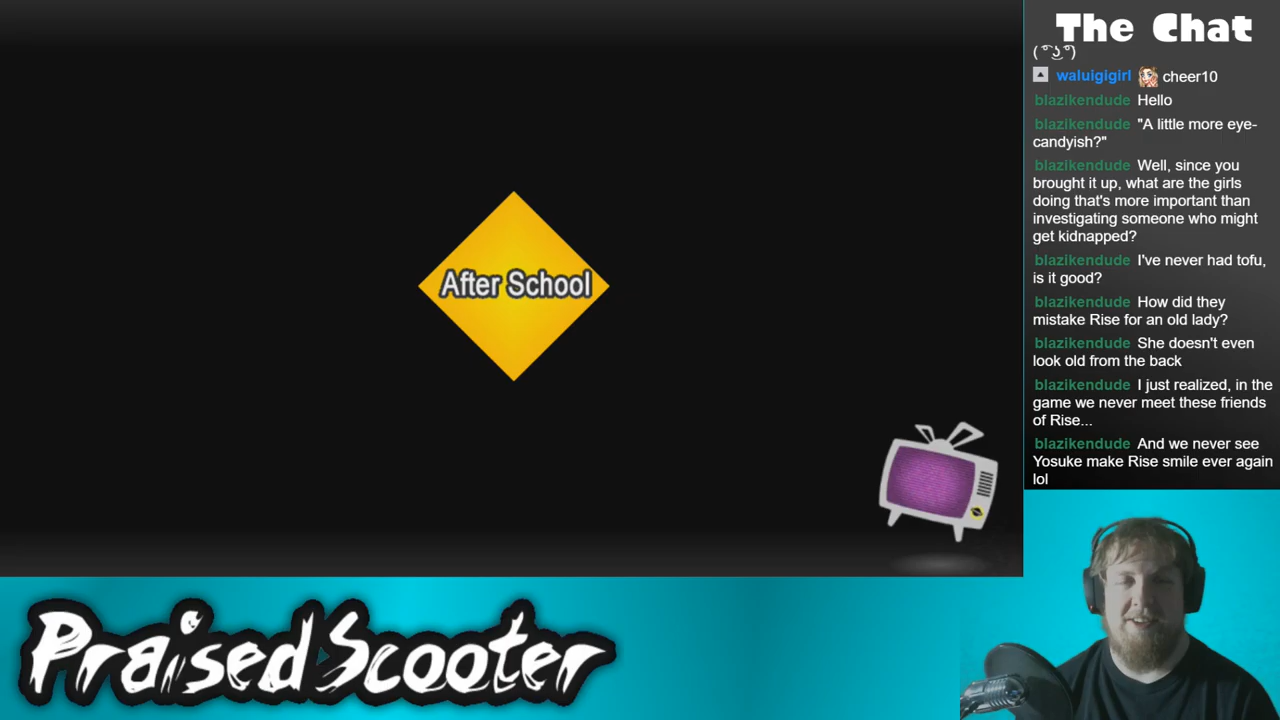 After School
PraisedScooter
The Chat
( ͡° ͜ʖ ͡°)
waluigigirl cheer10
blazikendude Hello
blazikendude "A little more eye-
candyish?"
blazikendude Well, since you
brought it up, what are the girls
doing that's more important than
investigating someone who might
get kidnapped?
blazikendude I've never had tofu,
is it good?
blazikendude How did they
mistake Rise for an old lady?
blazikendude She doesn't even
look old from the back
blazikendude I just realized, in the
game we never meet these friends
of Rise...
blazikendude And we never see
Yosuke make Rise smile ever again
lol